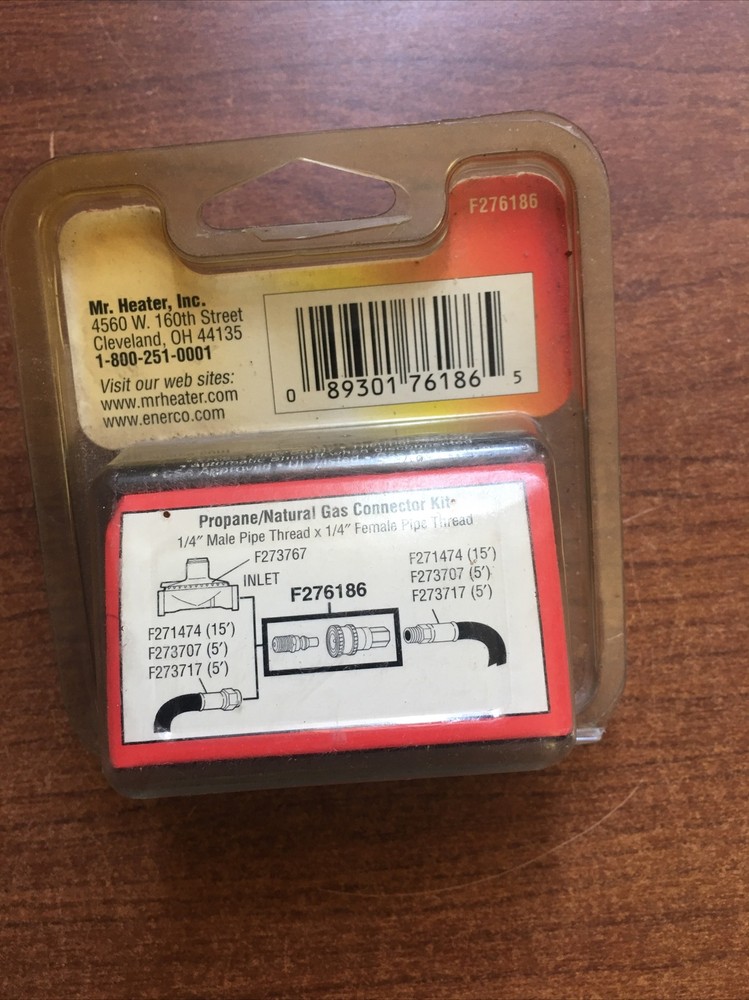 F276186
Mr. Heater, Inc.
4560 W. 160th Street
Cleveland, OH 44135
1-800-251-0001
Visit our web sites:
www.mrheater.com
www.enerco.com
0 89301 76186 5
Propane/Natural Gas Connector Kit
1/4" Male Pipe Thread x 1/4" Female Pipe Thread
F273767
INLET
F276186
F271474 (15')
F273707 (5')
F273717 (5')
F271474 (15')
F273707 (5')
F273717 (5')